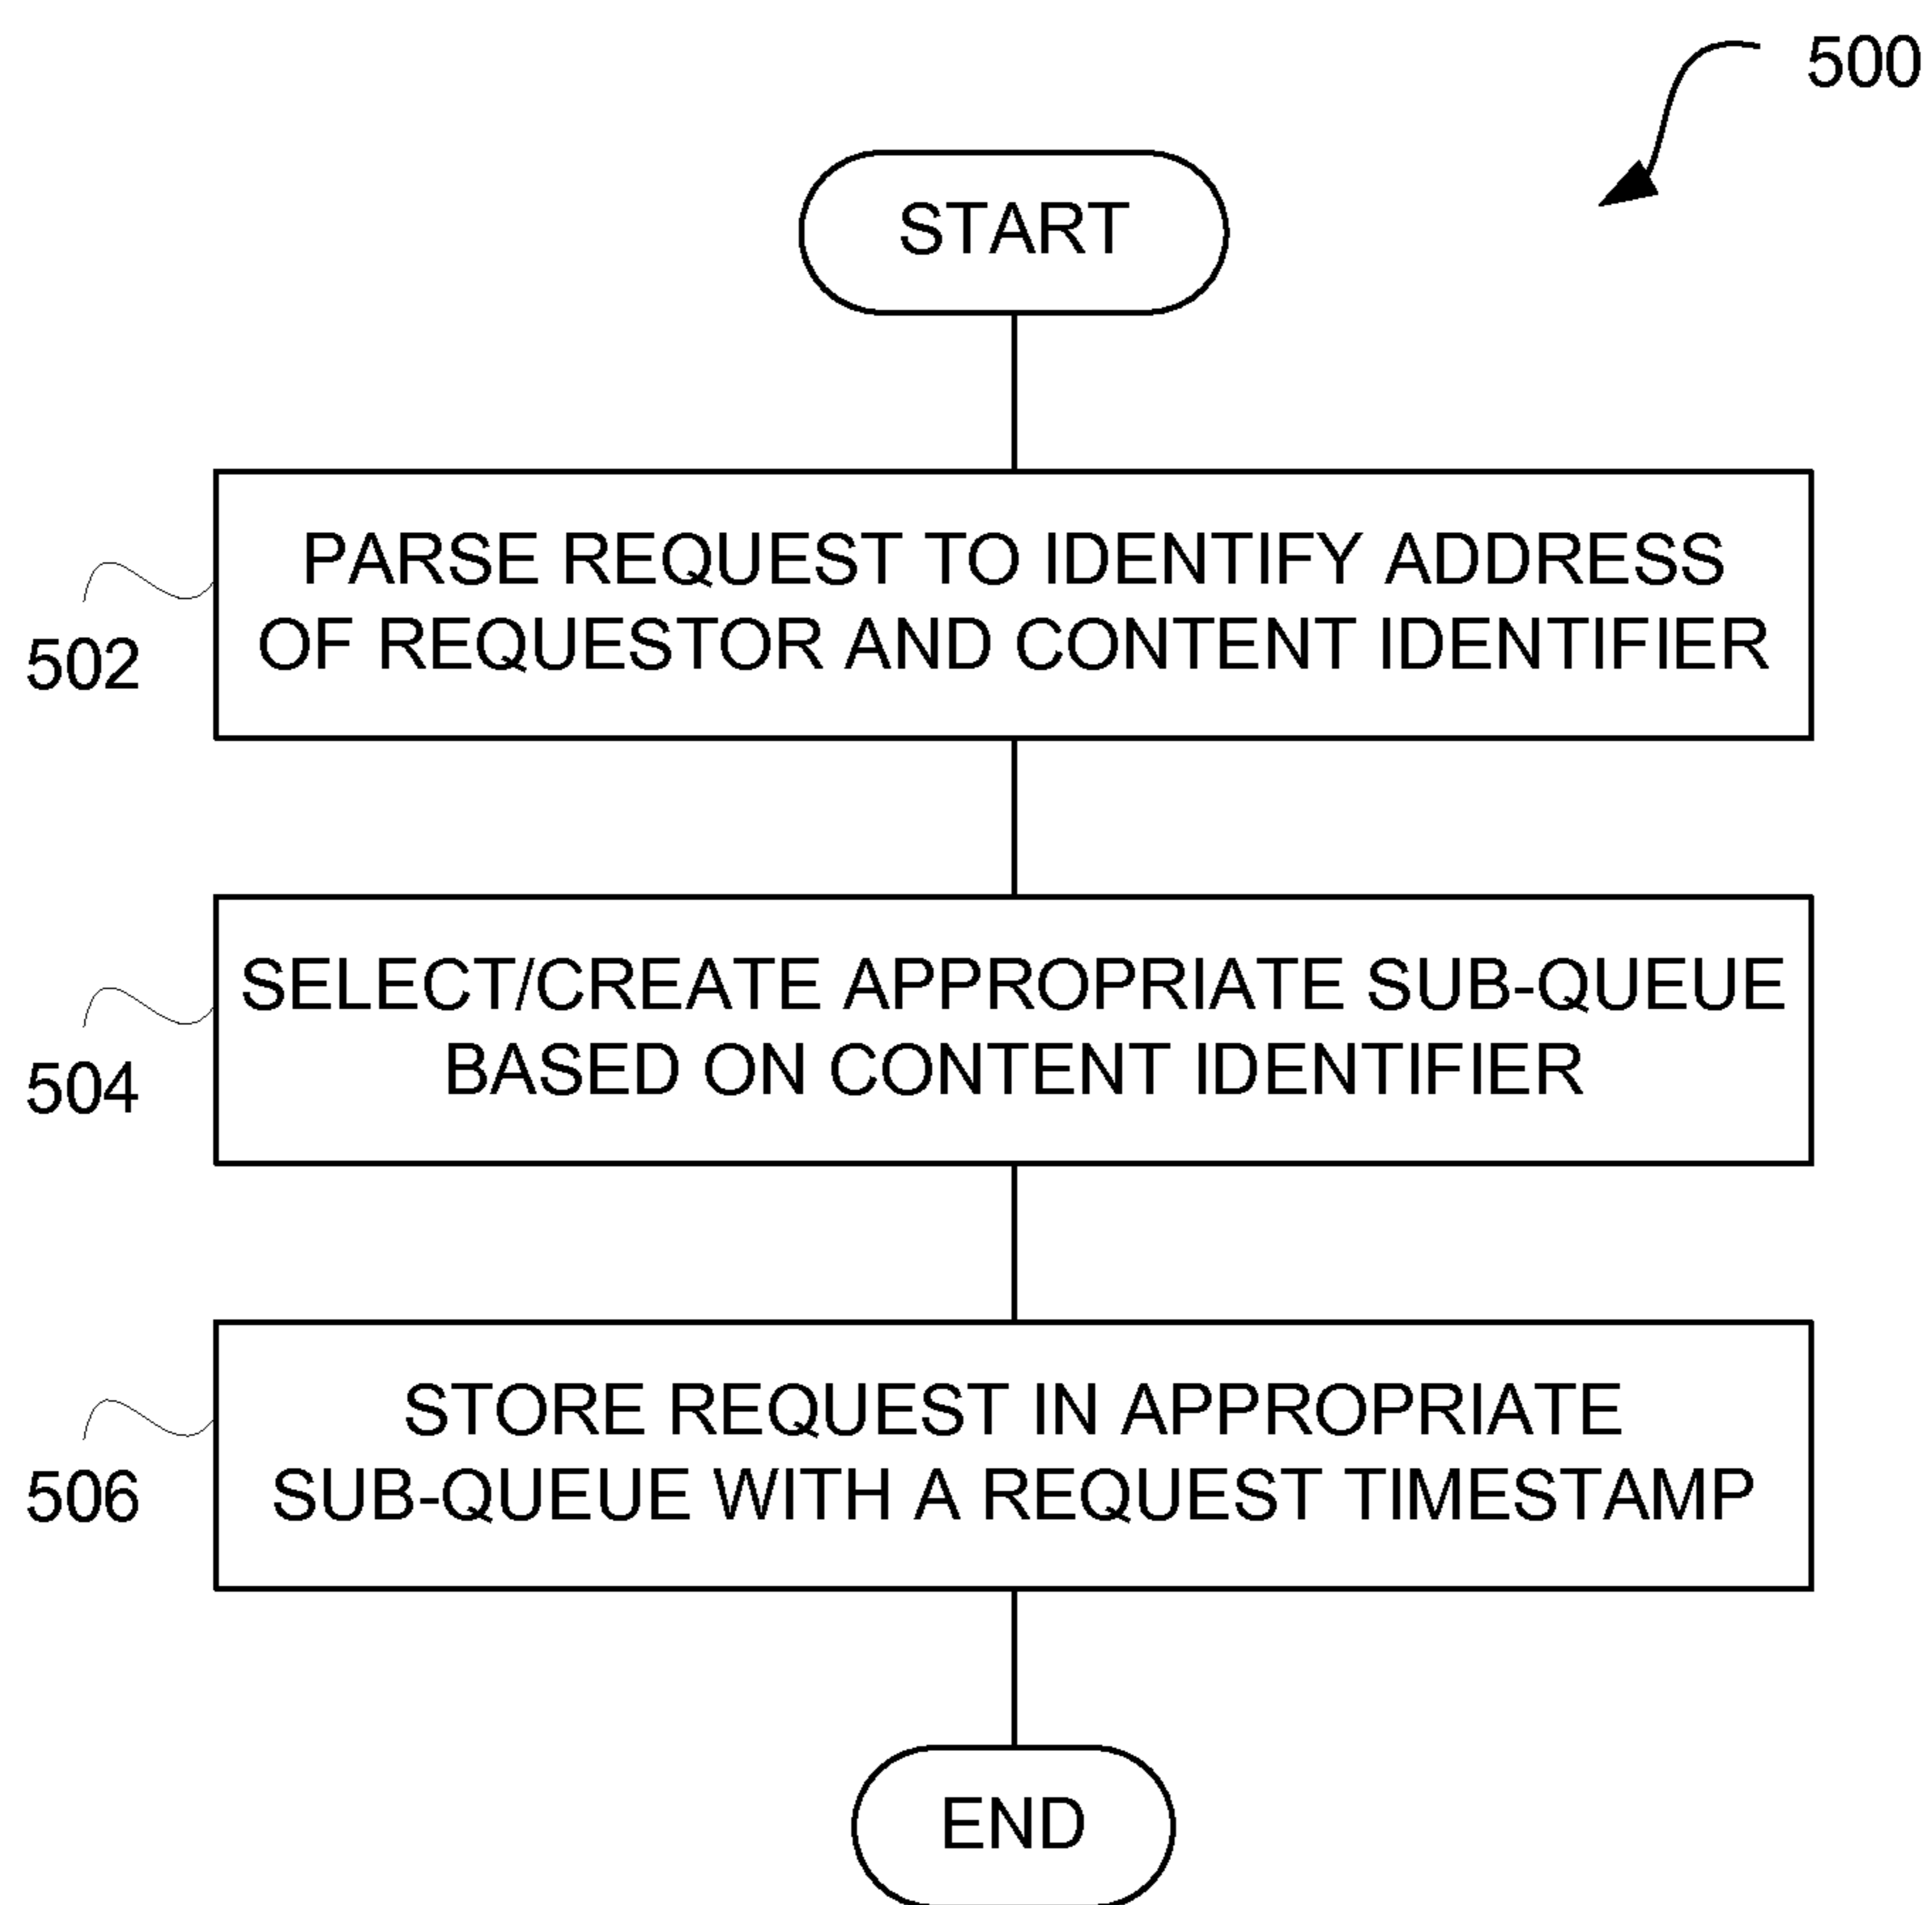 500
START
PARSE REQUEST TO IDENTIFY ADDRESS
OF REQUESTOR AND CONTENT IDENTIFIER
502
SELECT/CREATE APPROPRIATE SUB-QUEUE
BASED ON CONTENT IDENTIFIER
504
STORE REQUEST IN APPROPRIATE
SUB-QUEUE WITH A REQUEST TIMESTAMP
506
END